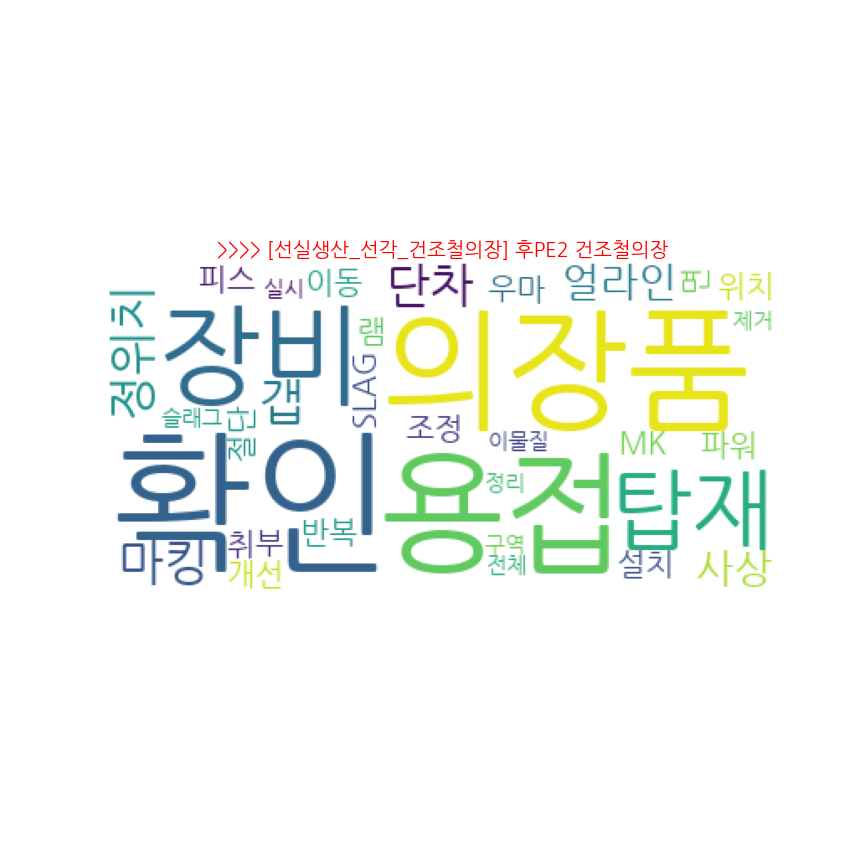 >>>> [선실생산_선각_건조철의장] 후PE2 건조철의장
피스 실시 이동 단차 우마 얼라인 면 위치
정위치 장비 램 의장품 제거
슬래그 절단 갭 SLAG 조정 이물질 MK 파워
확인 용접 정리 탑재
마킹 취부 반복 구역 설치 사상
개선 전체